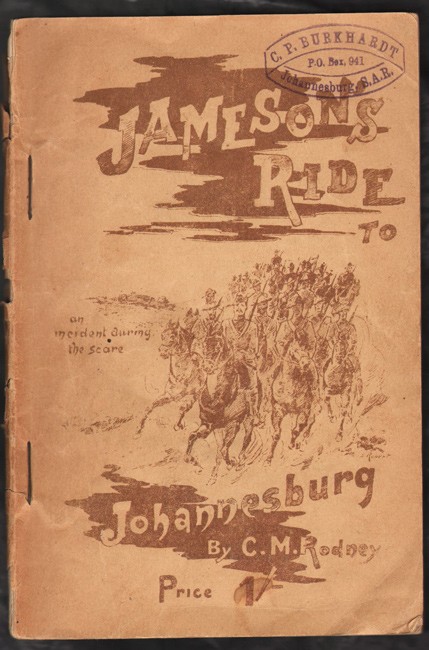 C. P. BURKHARDT
P.O. Box, 941
Johannesburg, S.A.R.
JAMESONS
RIDE
TO
an
incident during
the scare
Johannesburg
By C. M. Rodney
Price 1/-